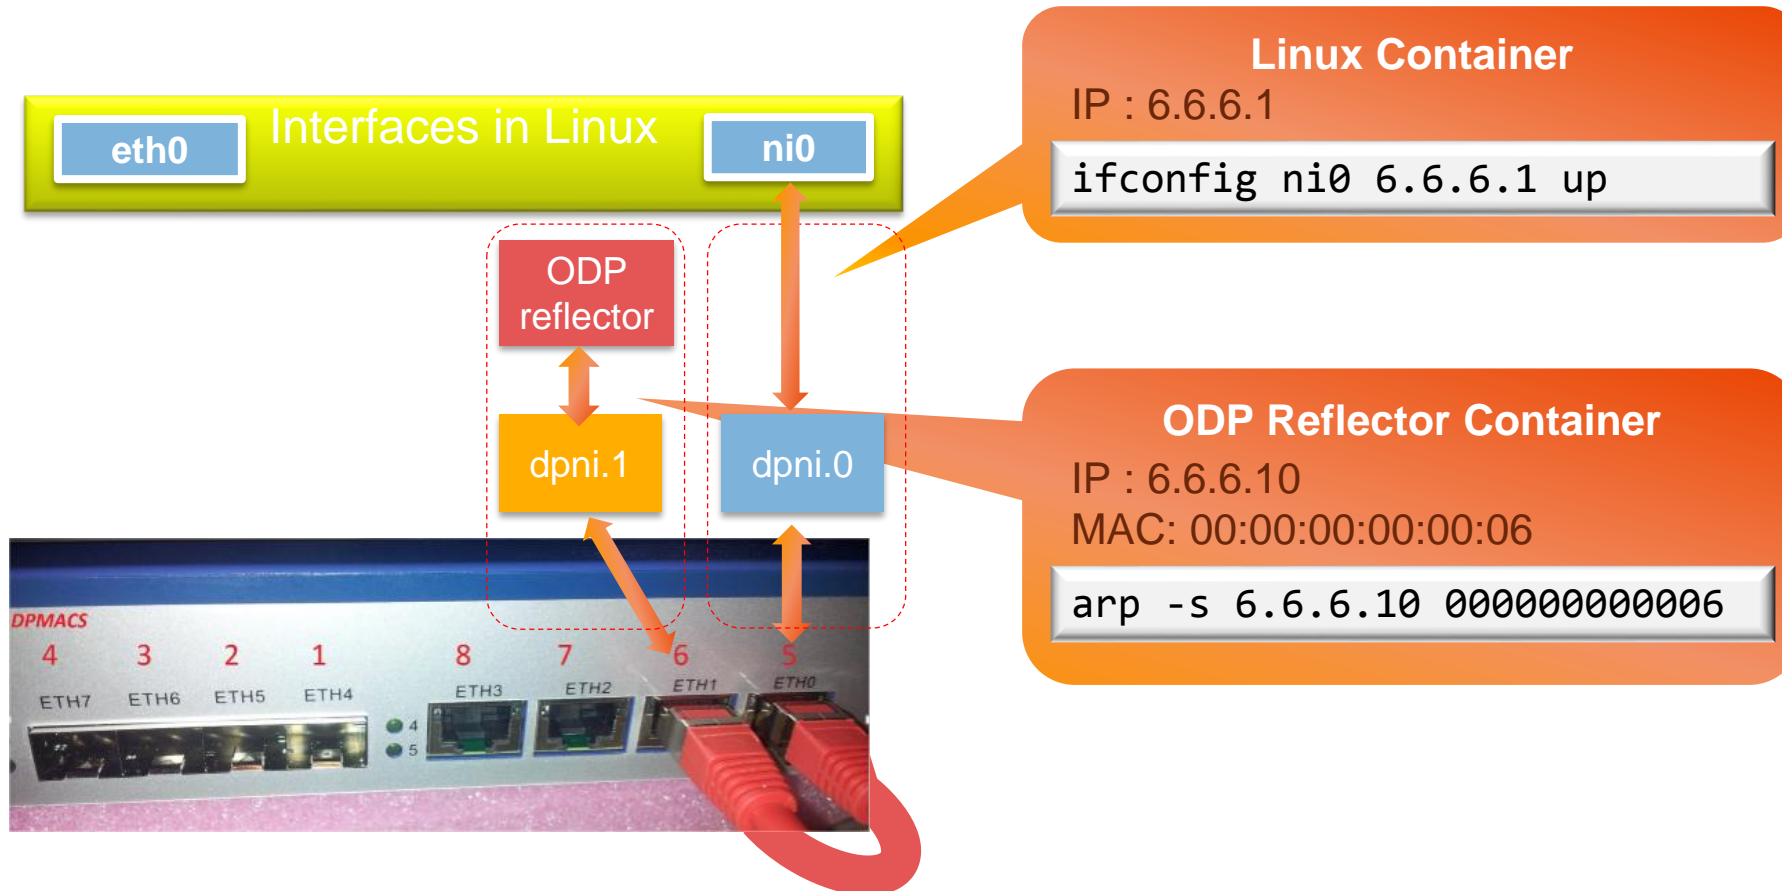 Linux Container
IP : 6.6.6.1
ifconfig ni0 6.6.6.1 up
Interfaces in Linux
eth0
ni0
ODP
reflector
dpni.1
dpni.0
ODP Reflector Container
IP : 6.6.6.10
MAC: 00:00:00:00:00:06
arp -s 6.6.6.10 000000000006
DPMACS
4 3 2 1 8 7 6 5
ETH7 ETH6 ETH5 ETH4 ETH3 ETH2 ETH1 ETH0
4
5